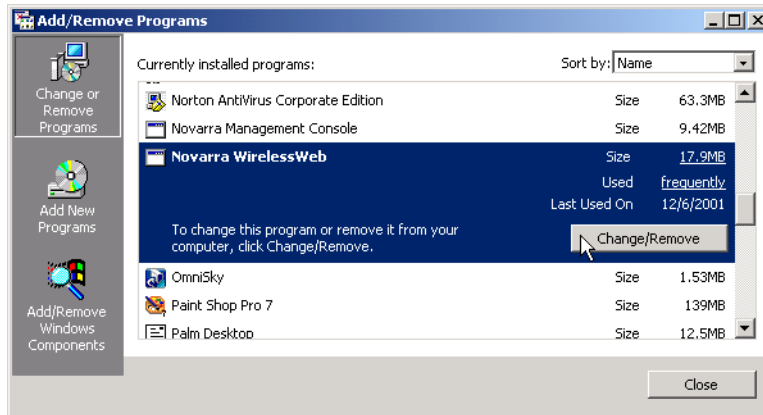 Add/Remove Programs
Change or
Remove
Programs
Add New
Programs
Add/Remove
Windows
Components
Currently installed programs:
Sort by: Name
Norton AntiVirus Corporate Edition Size 63.3MB
Novarra Management Console Size 9.42MB
Novarra WirelessWeb Size 17.9MB
Used frequently
Last Used On 12/6/2001
To change this program or remove it from your
computer, click Change/Remove.
Change/Remove
OmniSky Size 1.53MB
Paint Shop Pro 7 Size 139MB
Palm Desktop Size 12.5MB
Close